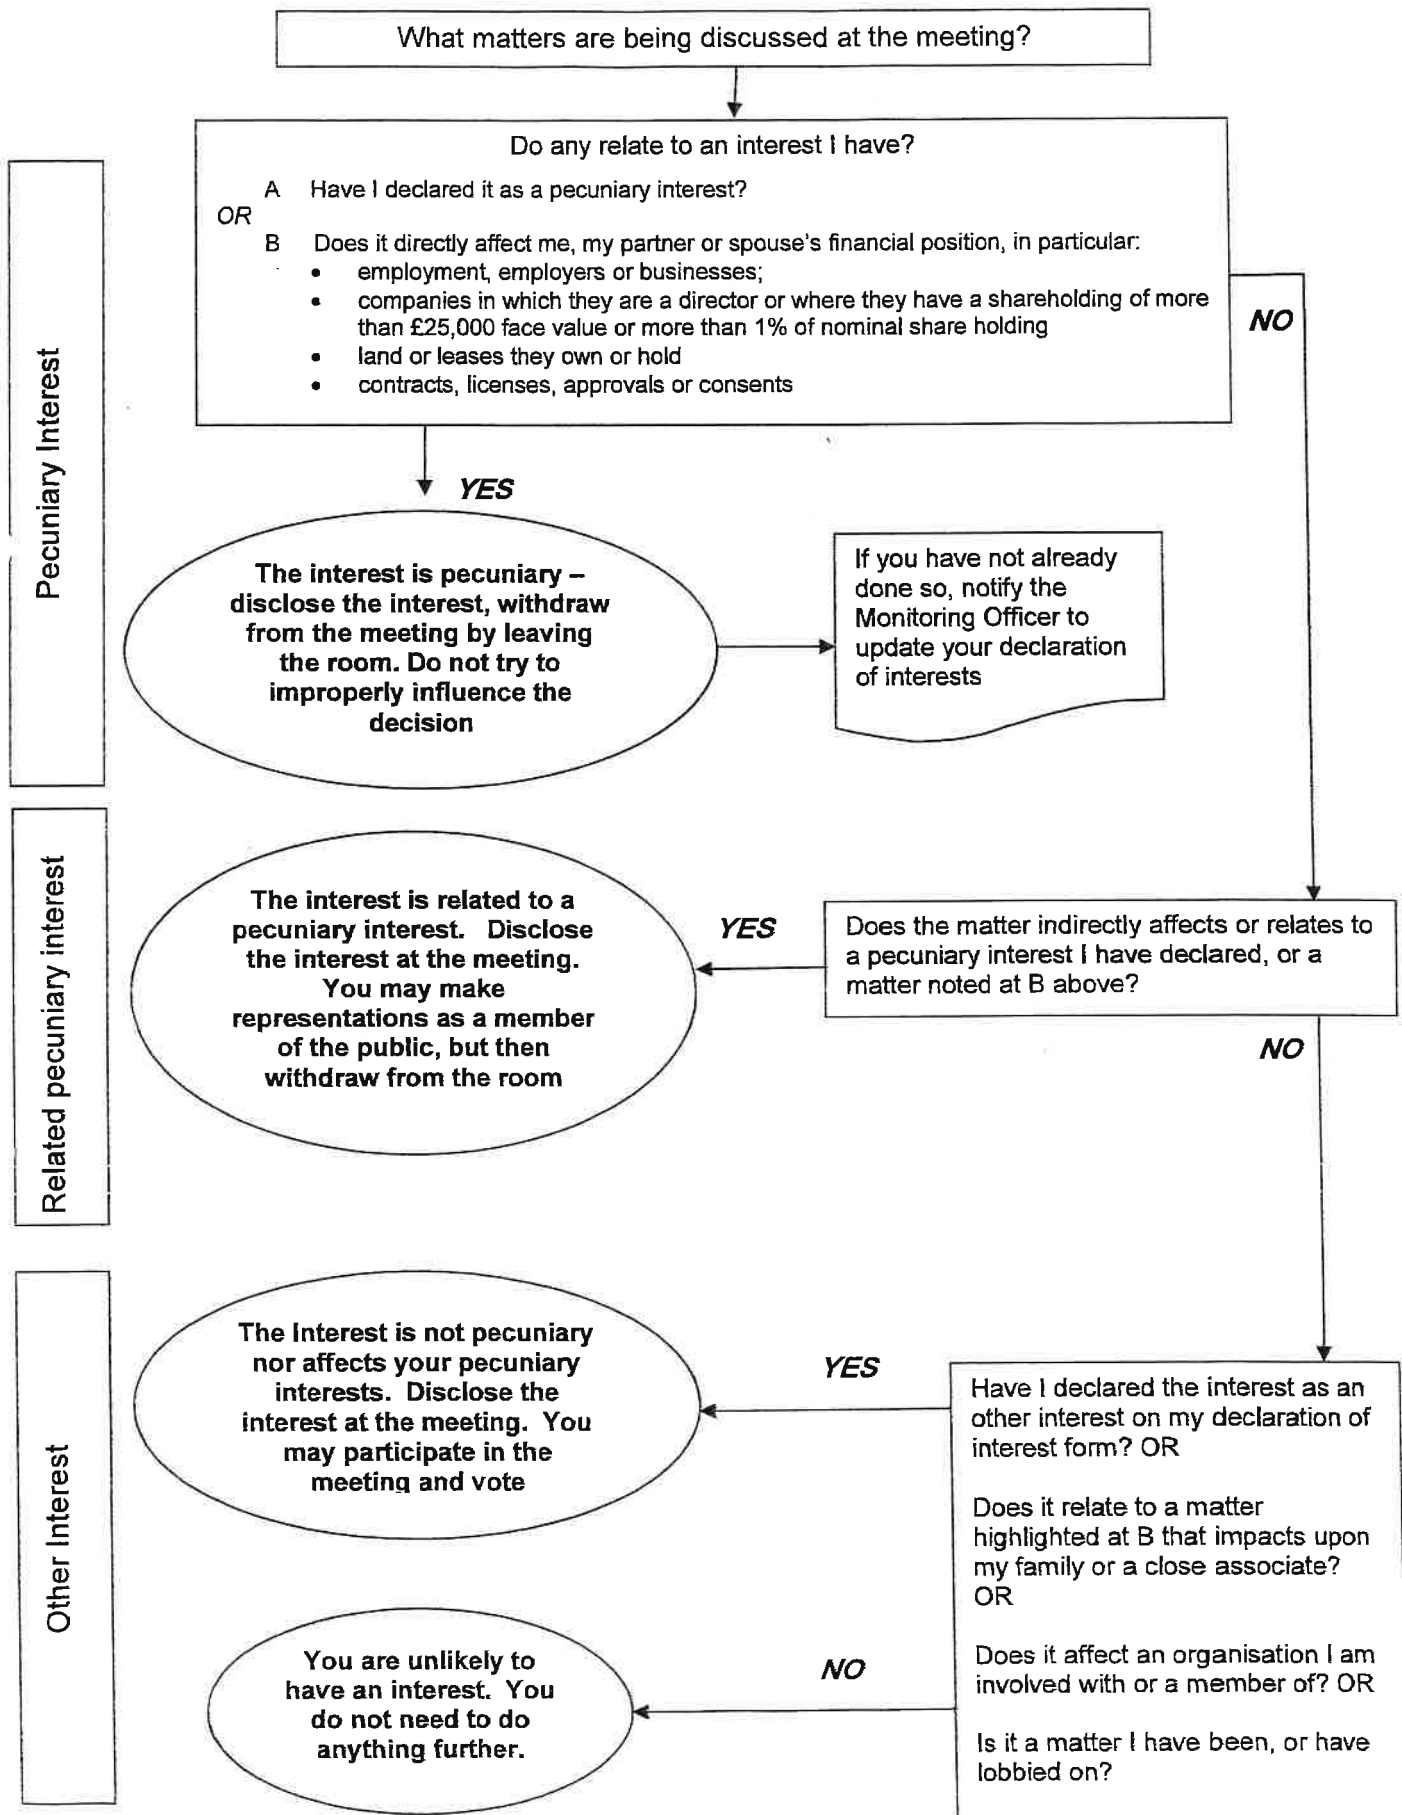 What matters are being discussed at the meeting?
Do any relate to an interest I have?
A Have I declared it as a pecuniary interest?
OR
B Does it directly affect me, my partner or spouse's financial position, in particular:
• employment, employers or businesses;
• companies in which they are a director or where they have a shareholding of more
than £25,000 face value or more than 1% of nominal share holding
• land or leases they own or hold
• contracts, licenses, approvals or consents
NO
Pecuniary Interest
YES
The interest is pecuniary –
disclose the interest, withdraw
from the meeting by leaving
the room. Do not try to
improperly influence the
decision
If you have not already
done so, notify the
Monitoring Officer to
update your declaration
of interests
Related pecuniary interest
The interest is related to a
pecuniary interest. Disclose
the interest at the meeting.
You may make
representations as a member
of the public, but then
withdraw from the room
YES
Does the matter indirectly affects or relates to
a pecuniary interest I have declared, or a
matter noted at B above?
NO
Other Interest
The Interest is not pecuniary
nor affects your pecuniary
interests. Disclose the
interest at the meeting. You
may participate in the
meeting and vote
YES
Have I declared the interest as an
other interest on my declaration of
interest form? OR
Does it relate to a matter
highlighted at B that impacts upon
my family or a close associate?
OR
Does it affect an organisation I am
involved with or a member of? OR
Is it a matter I have been, or have
lobbied on?
NO
You are unlikely to
have an interest. You
do not need to do
anything further.